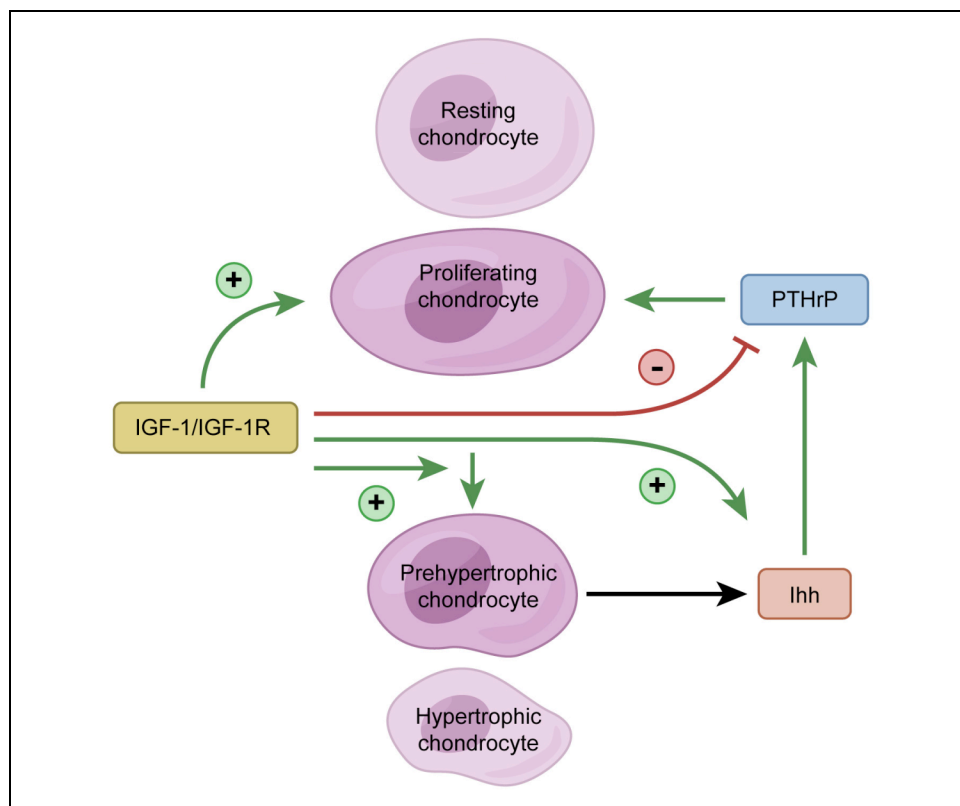 Resting
chondrocyte
+
Proliferating
chondrocyte
PTHrP
-
IGF-1/IGF-1R
+
+
Prehypertrophic
chondrocyte
Ihh
Hypertrophic
chondrocyte